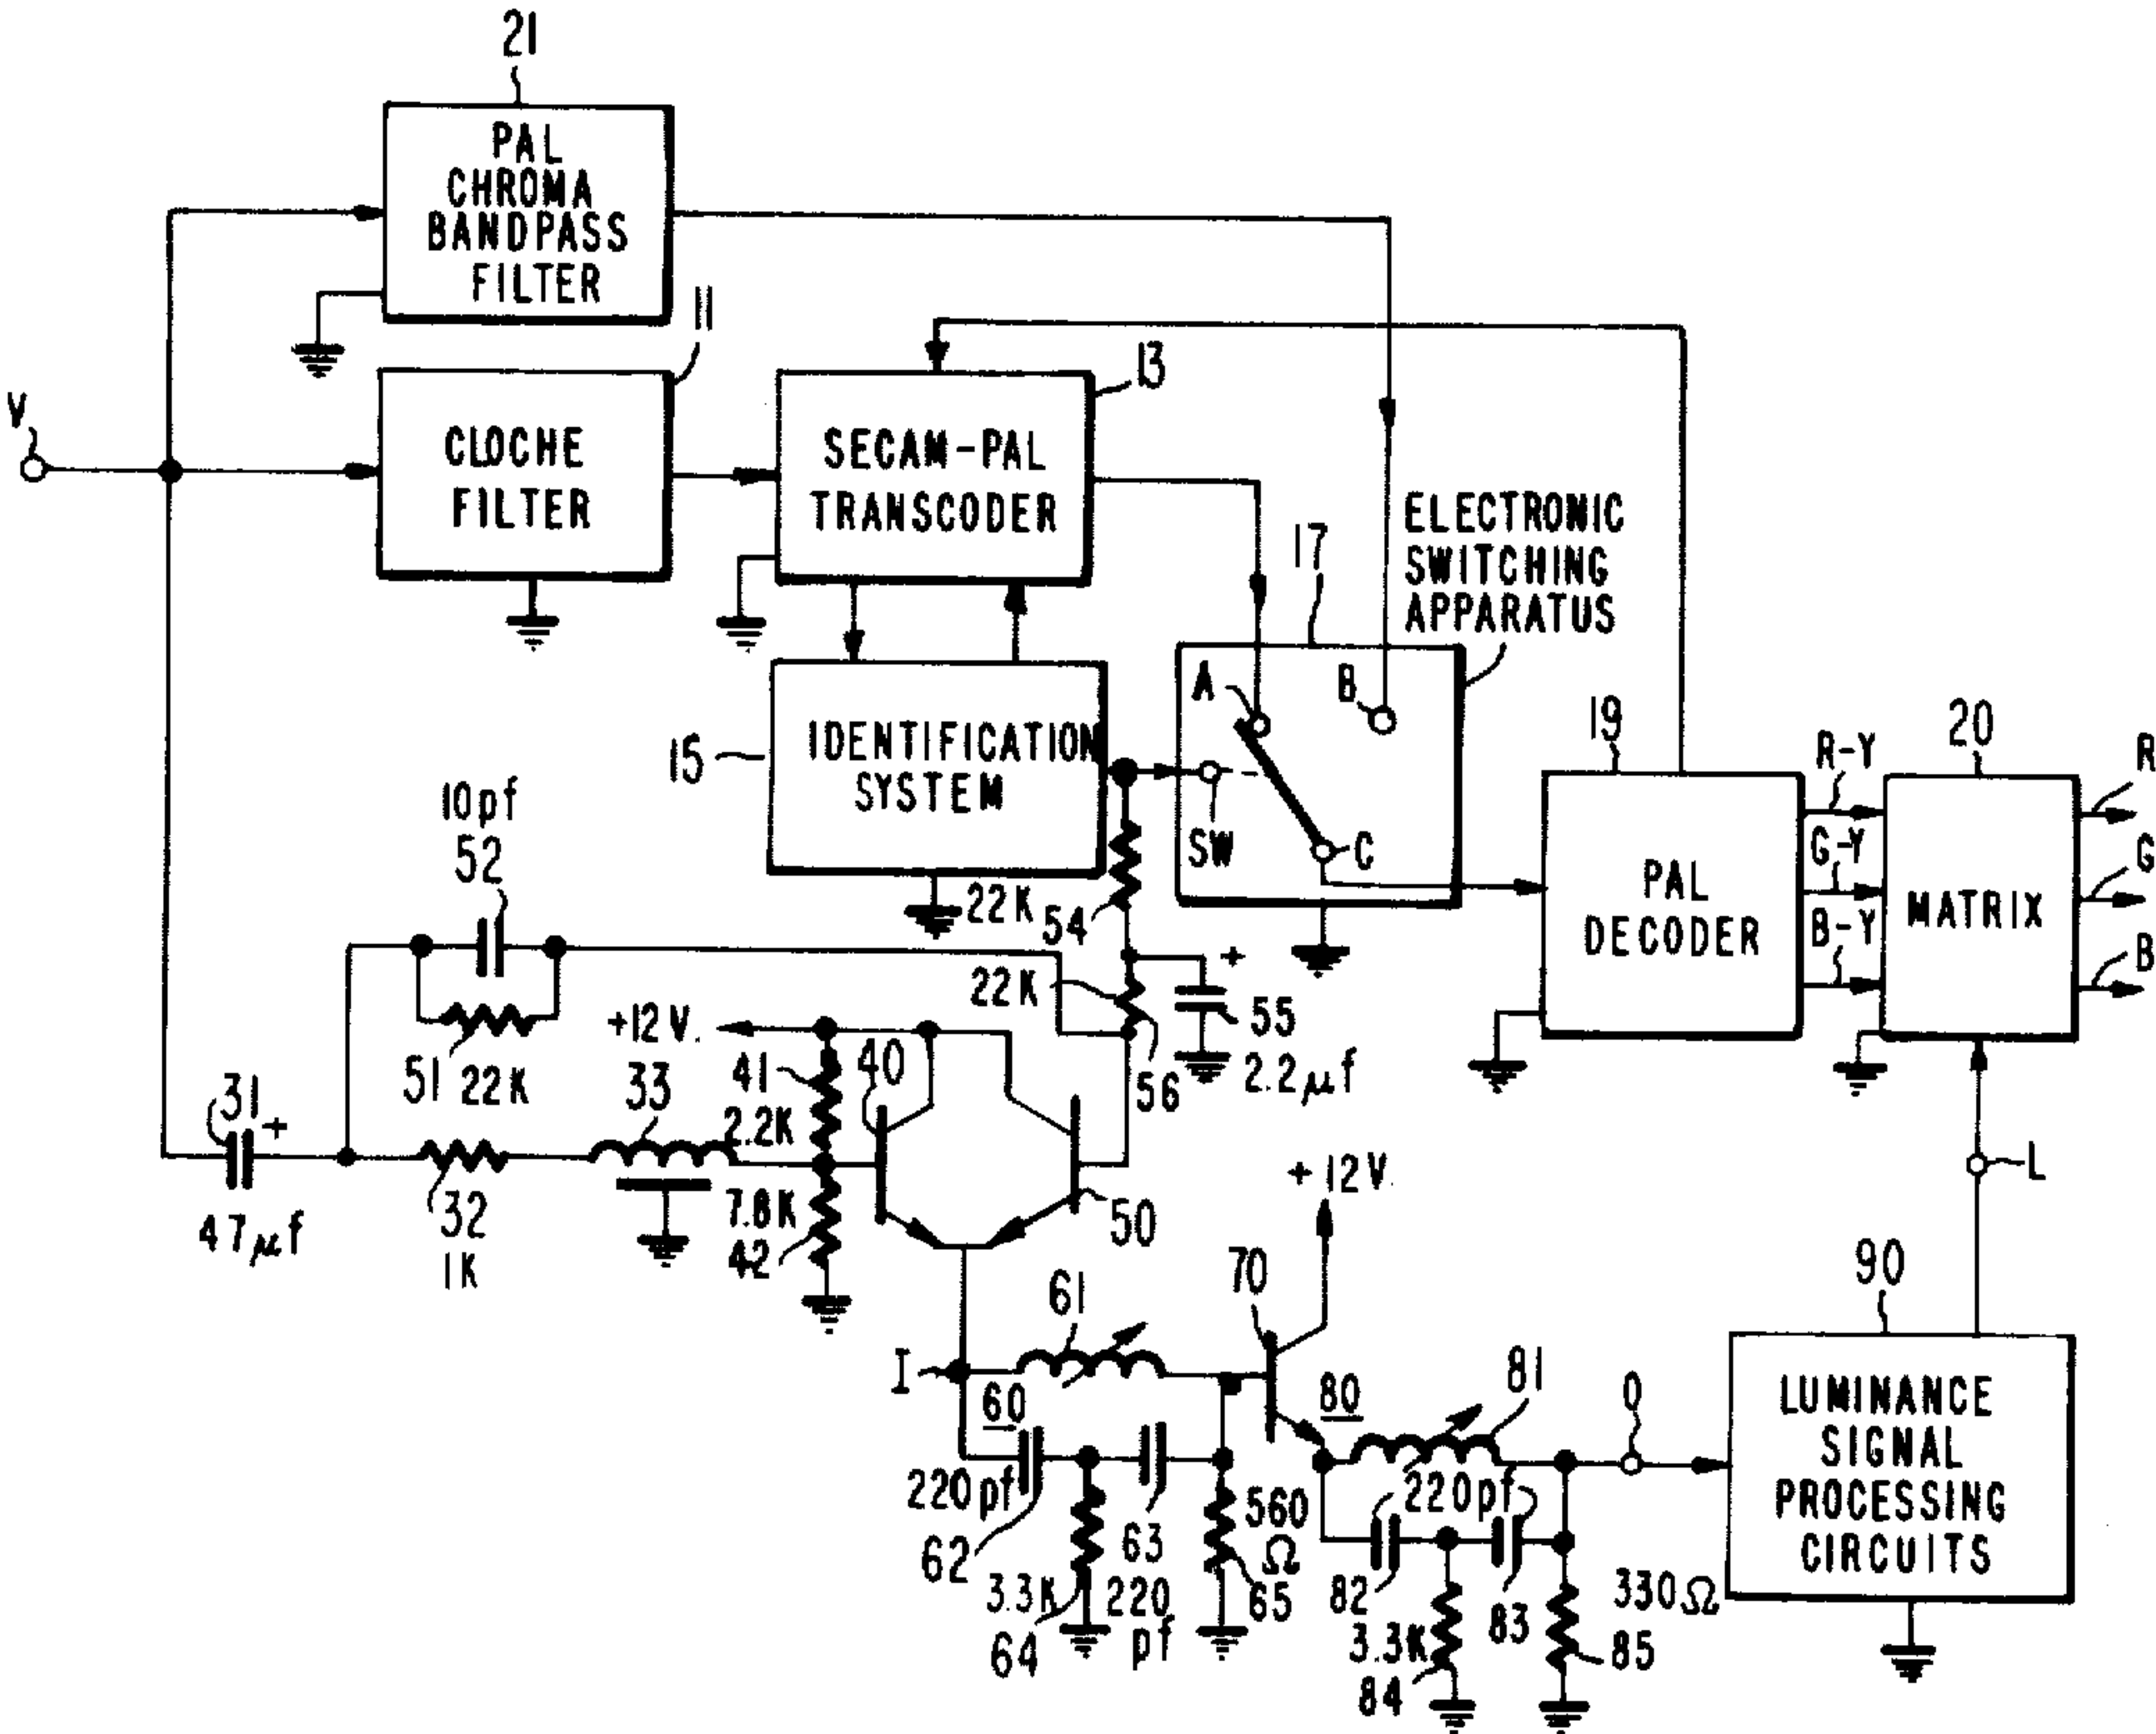 21
PAL
CHROMA
BANDPASS
FILTER
11
V
CLOCHE
FILTER
13
SECAM-PAL
TRANSCODER
17
ELECTRONIC
SWITCHING
APPARATUS
A
B
15
IDENTIFICATION
SYSTEM
SW
C
19
PAL
DECODER
R-Y
G-Y
B-Y
20
MATRIX
R
G
B
10pf
52
22K
54
22K
+
55
2.2µf
56
51 22K
+12V.
41
2.2K
40
33
31
+
47µf
32
1K
7.8K
42
50
+12V.
L
I
61
60
70
80
81
O
90
LUMINANCE
SIGNAL
PROCESSING
CIRCUITS
220pf
62
3.3K
64
63
220
pf
560
Ω
65
220pf
82
3.3K
84
83
330Ω
85